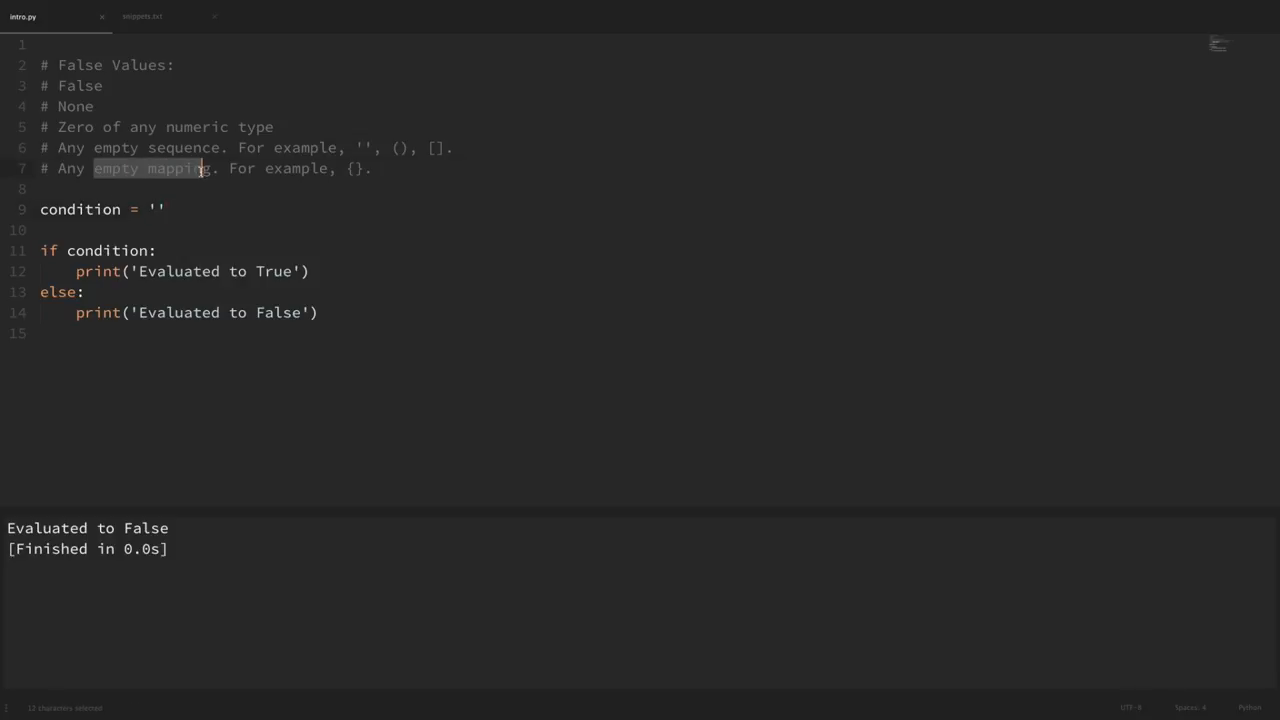 intro.py × snippets.txt ×
1
2 # False Values:
3 # False
4 # None
5 # Zero of any numeric type
6 # Any empty sequence. For example, '', (), [].
7 # Any empty mapping. For example, {}.
8
9 condition = ''
10
11 if condition:
12 print('Evaluated to True')
13 else:
14 print('Evaluated to False')
15
Evaluated to False
[Finished in 0.0s]
12 characters selected UTF-8 Spaces: 4 Python